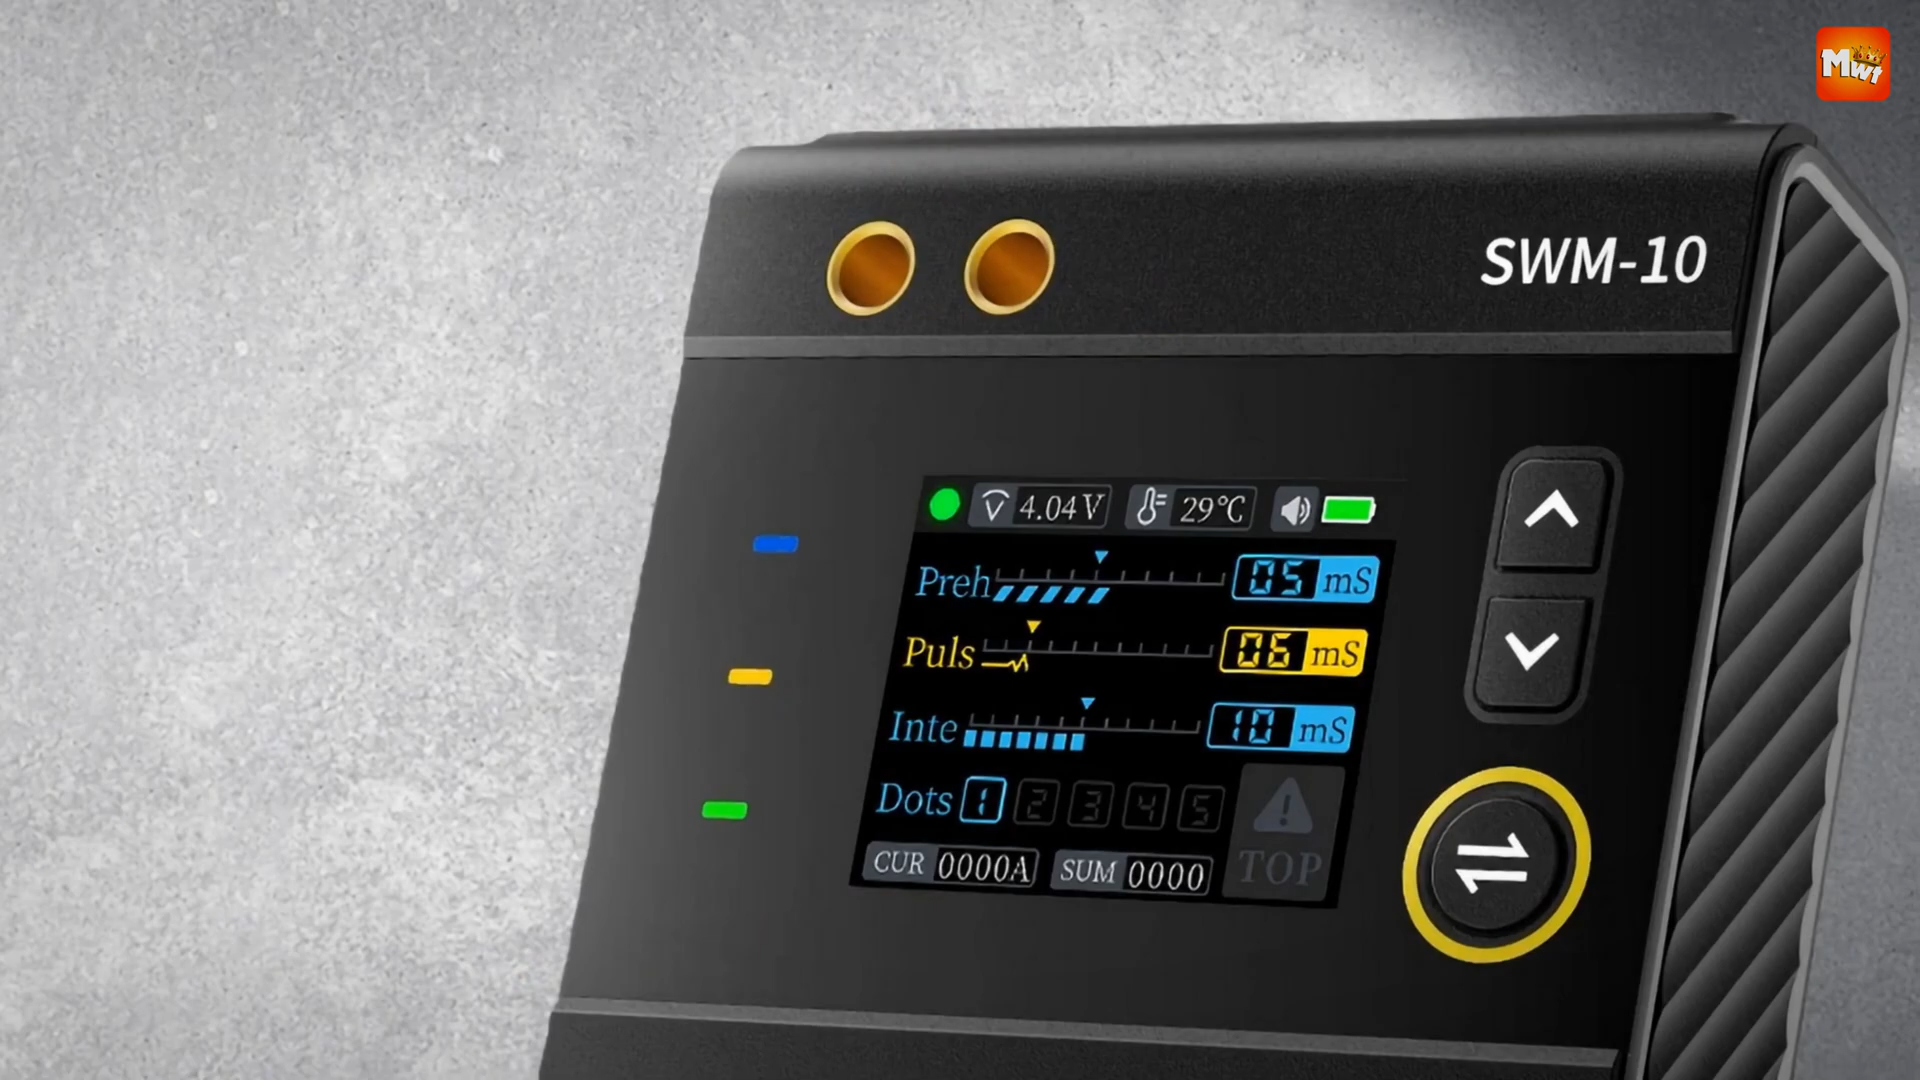 Mwt
SWM-10
4.04V 29°C
Preh 05 mS
Puls 06 mS
Inte 10 mS
Dots 1 2 3 4 5
TOP
CUR 0000A SUM 0000